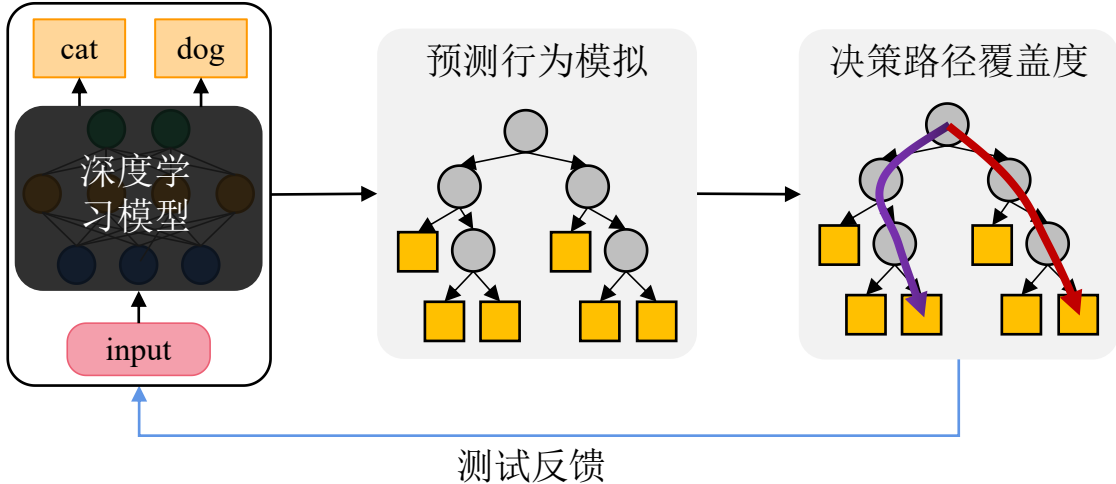 cat
dog
深度学
习模型
input
预测行为模拟
决策路径覆盖度
测试反馈